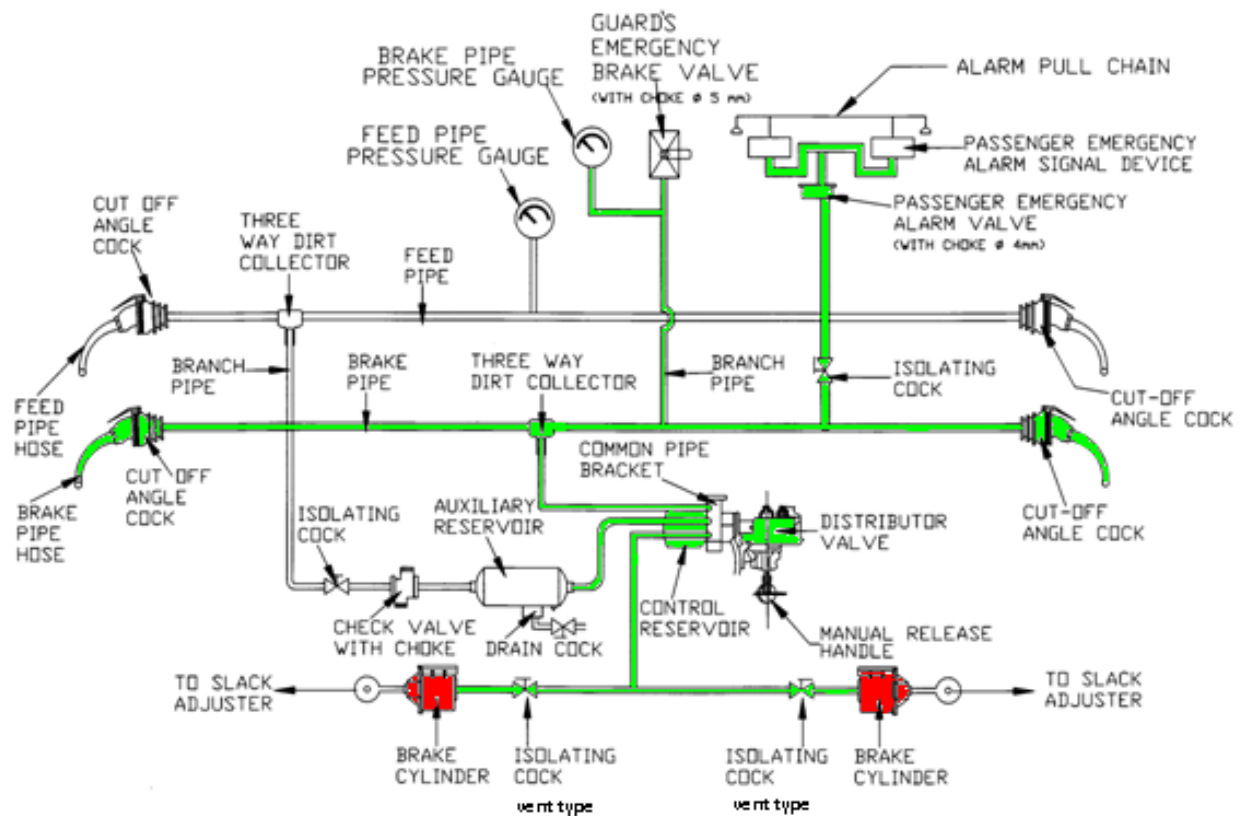 GUARD'S
EMERGENCY
BRAKE VALVE
(WITH CHOKE ø 5 mm)
BRAKE PIPE
PRESSURE GAUGE
ALARM PULL CHAIN
FEED PIPE
PRESSURE GAUGE
PASSENGER EMERGENCY
ALARM SIGNAL DEVICE
CUT OFF
ANGLE
COCK
THREE
WAY DIRT
COLLECTOR
FEED
PIPE
PASSENGER EMERGENCY
ALARM VALVE
(WITH CHOKE ø 4mm)
BRANCH
PIPE
BRAKE
PIPE
THREE WAY
DIRT COLLECTOR
BRANCH
PIPE
ISOLATING
COCK
FEED
PIPE
HOSE
CUT-OFF
ANGLE COCK
BRAKE
PIPE
HOSE
CUT OFF
ANGLE
COCK
ISOLATING
COCK
AUXILIARY
RESERVOIR
COMMON PIPE
BRACKET
DISTRIBUTOR
VALVE
CUT-OFF
ANGLE COCK
CHECK VALVE
WITH CHOKE
DRAIN COCK
CONTROL
RESERVOIR
MANUAL RELEASE
HANDLE
TO SLACK
ADJUSTER
TO SLACK
ADJUSTER
BRAKE
CYLINDER
ISOLATING
COCK
vent type
ISOLATING
COCK
vent type
BRAKE
CYLINDER